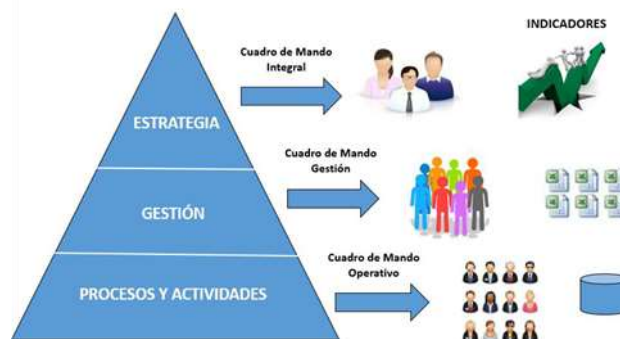 INDICADORES
Cuadro de Mando
Integral
ESTRATEGIA
Cuadro de Mando
Gestión
GESTIÓN
Cuadro de Mando
Operativo
PROCESOS Y ACTIVIDADES